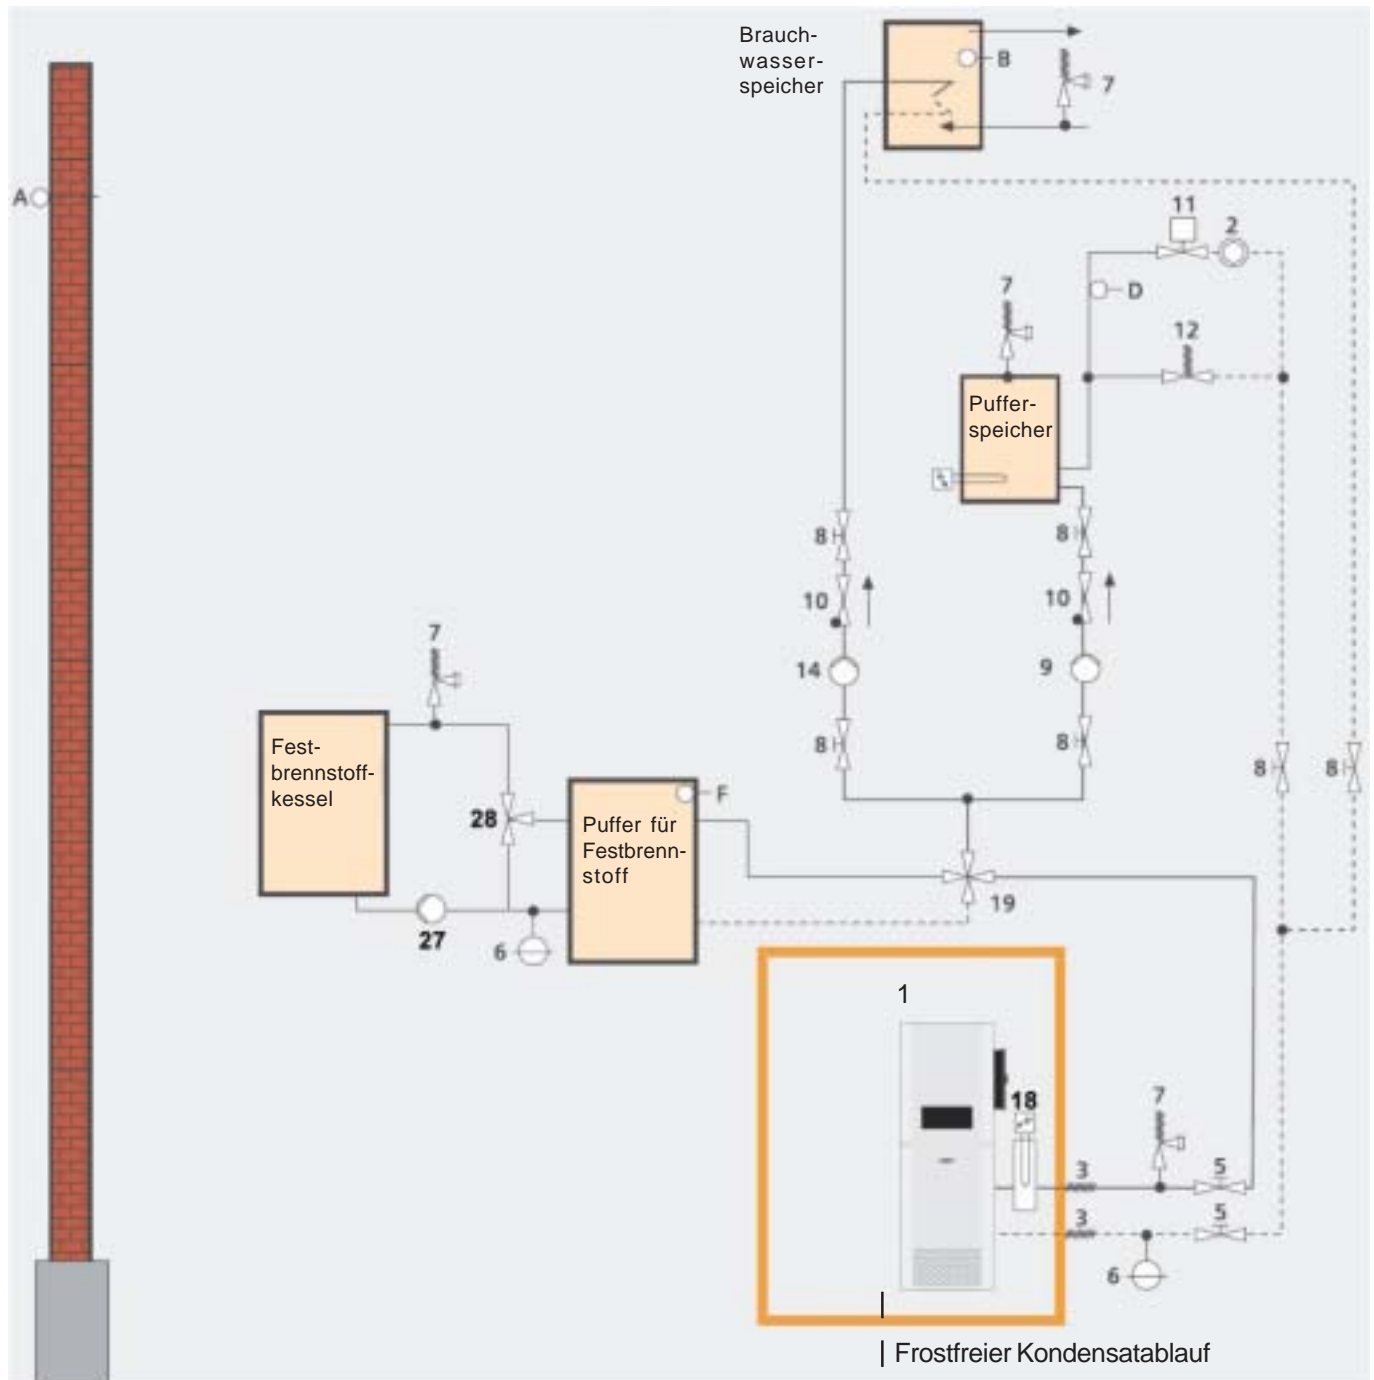 Brauch-
wasser-
speicher
B
7
A
11
2
D
7
12
Puffer-
speicher
8
8
10
10
14
9
7
8
8
8
8
Fest-
brennstoff-
kessel
F
28
Puffer für
Festbrenn-
stoff
19
27
6
1
18
7
3
5
3
5
6
Frostfreier Kondensatablauf